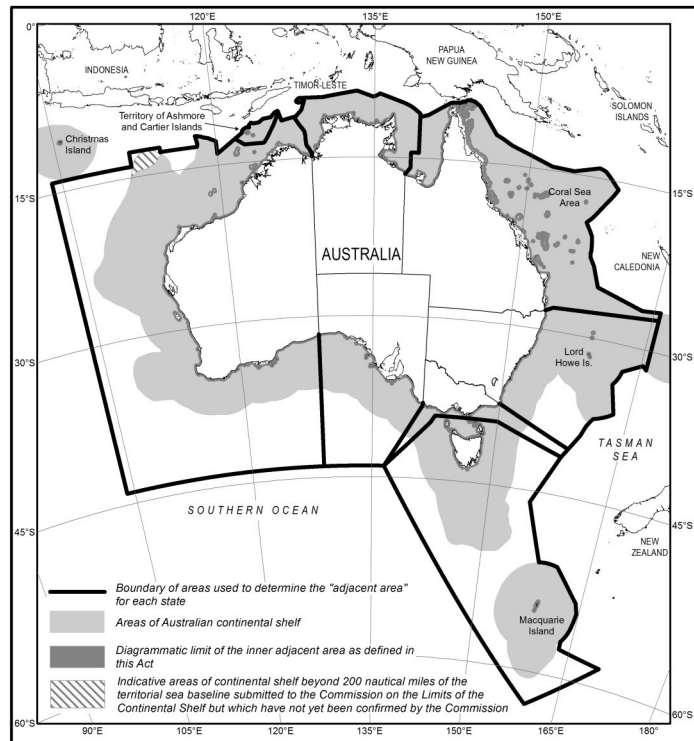 120°E
135°E
150°E
0°
INDONESIA
PAPUA
NEW GUINEA
TIMOR-LESTE
SOLOMON
ISLANDS
Territory of Ashmore
and Cartier Islands
Christmas
Island
15°S
15°S
Coral Sea
Area
AUSTRALIA
NEW
CALEDONIA
30°S
30°S
Lord
Howe Is.
TASMAN
SEA
SOUTHERN OCEAN
45°S
45°S
NEW
ZEALAND
Boundary of areas used to determine the "adjacent area"
for each state
Areas of Australian continental shelf
Macquarie
Island
Diagrammatic limit of the inner adjacent area as defined
in this Act
Indicative areas of continental shelf beyond 200 nautical miles of the
territorial sea baseline submitted to the Commission on the Limits of the
Continental Shelf but which have not yet been confirmed by the Commission
60°S
60°S
90°E
105°E
120°E
135°E
150°E
165°E
180°